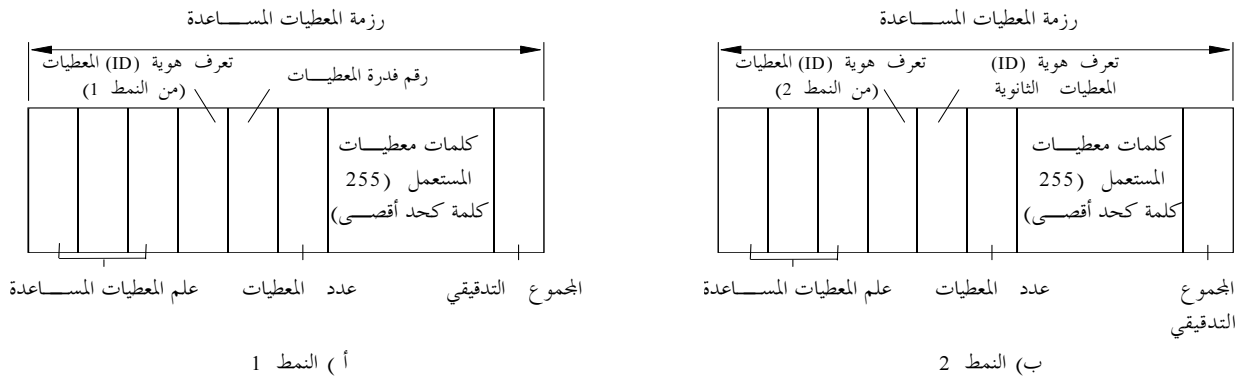 رزمة المعطيات المســـاعدة
تعرف هوية (ID) المعطيات
(من النمط 1)
رقم فدرة المعطيـــات
كلمات معطيـــات
المستعمل (255
كلمة كحد أقصـــى)
المجموع التدقيقي
عدد المعطيات
علم المعطيات المســـاعدة
أ ) النمط 1
رزمة المعطيات المســـاعدة
تعرف هوية (ID) المعطيات
(من النمط 2)
تعرف هوية (ID)
المعطيات الثانوية
كلمات معطيـــات
المستعمل (255
كلمة كحد أقصـــى)
المجموع
التدقيقي
عدد المعطيات
علم المعطيات المســـاعدة
ب) النمط 2